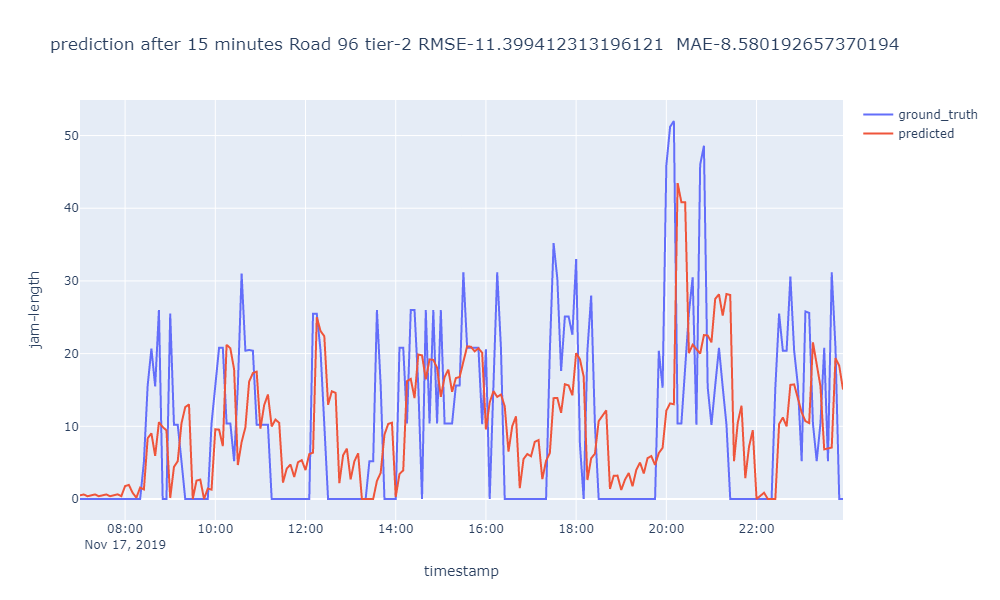 prediction after 15 minutes Road 96 tier-2 RMSE-11.399412313196121  MAE-8.580192657370194
ground_truth
predicted
50
40
30
20
10
0
jam-length
08:00 10:00 12:00 14:00 16:00 18:00 20:00 22:00
Nov 17, 2019
timestamp